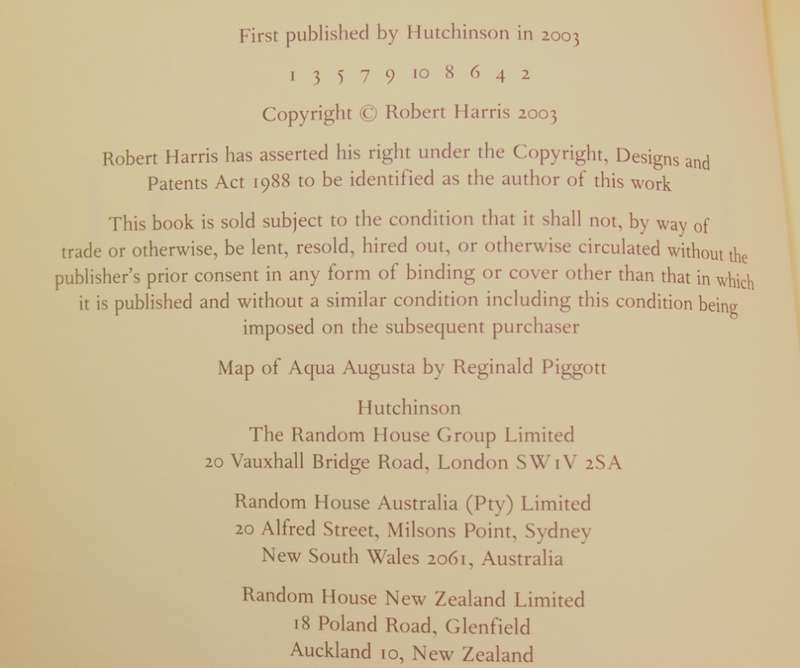 First published by Hutchinson in 2003
1 3 5 7 9 10 8 6 4 2
Copyright © Robert Harris 2003
Robert Harris has asserted his right under the Copyright, Designs and
Patents Act 1988 to be identified as the author of this work
This book is sold subject to the condition that it shall not, by way of
trade or otherwise, be lent, resold, hired out, or otherwise circulated without the
publisher's prior consent in any form of binding or cover other than that in which
it is published and without a similar condition including this condition being
imposed on the subsequent purchaser
Map of Aqua Augusta by Reginald Piggott
Hutchinson
The Random House Group Limited
20 Vauxhall Bridge Road, London SW1V 2SA
Random House Australia (Pty) Limited
20 Alfred Street, Milsons Point, Sydney
New South Wales 2061, Australia
Random House New Zealand Limited
18 Poland Road, Glenfield
Auckland 10, New Zealand